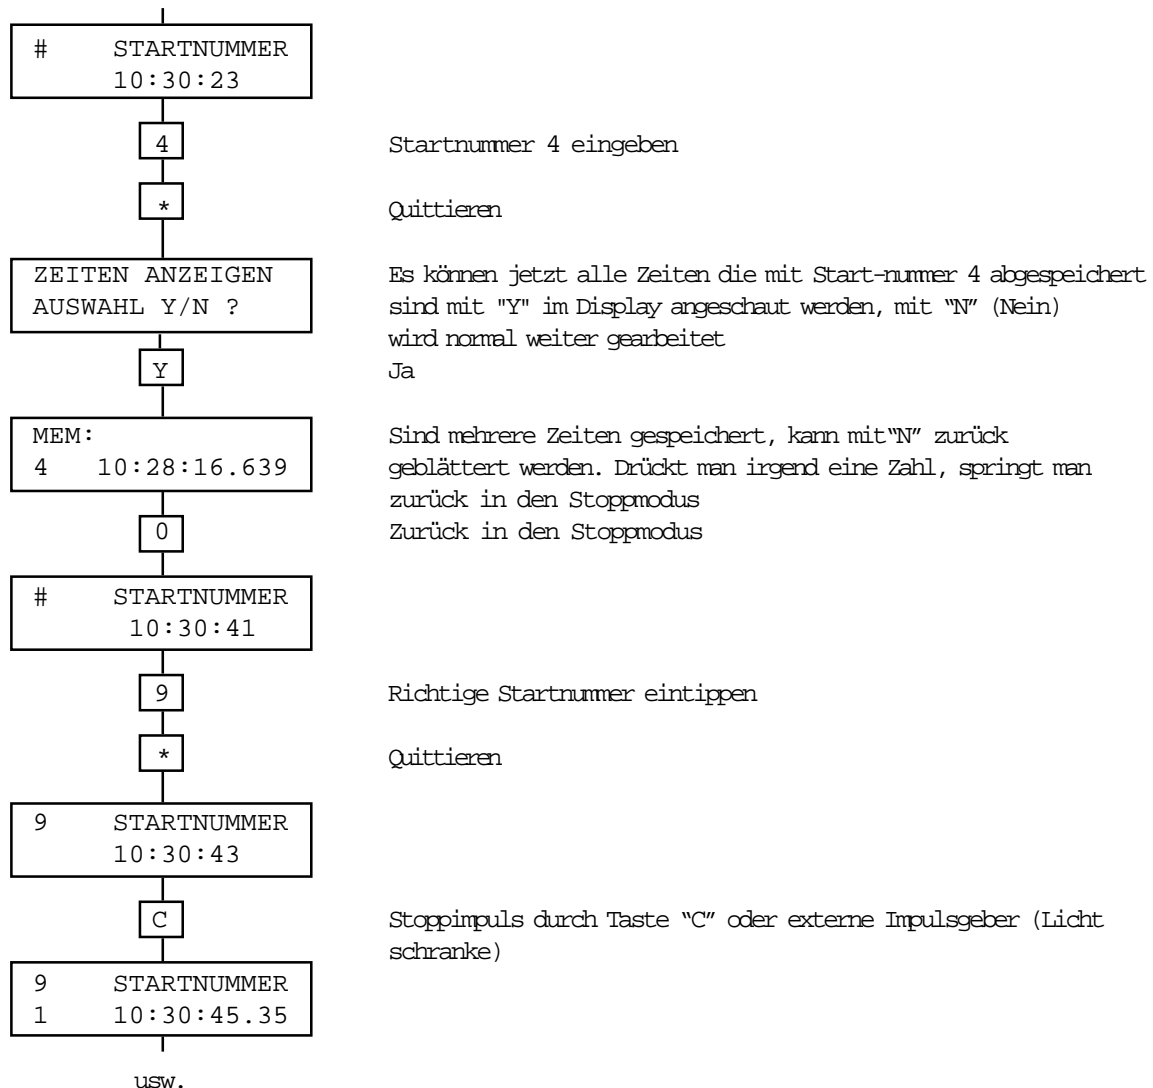 # STARTNUMMER
10:30:23
4 Startnummer 4 eingeben
* Quittieren
ZEITEN ANZEIGEN Es können jetzt alle Zeiten die mit Start-nummer 4 abgespeichert
AUSWAHL Y/N ? sind mit "Y" im Display angeschaut werden, mit “N” (Nein)
wird normal weiter gearbeitet
Y Ja
MEM: Sind mehrere Zeiten gespeichert, kann mit“N” zurück
4 10:28:16.639 geblättert werden. Drückt man irgend eine Zahl, springt man
zurück in den Stoppmodus
0 Zurück in den Stoppmodus
# STARTNUMMER
10:30:41
9 Richtige Startnummer eintippen
* Quittieren
9 STARTNUMMER
10:30:43
C Stoppimpuls durch Taste “C” oder externe Impulsgeber (Licht
schranke)
9 STARTNUMMER
1 10:30:45.35
usw.